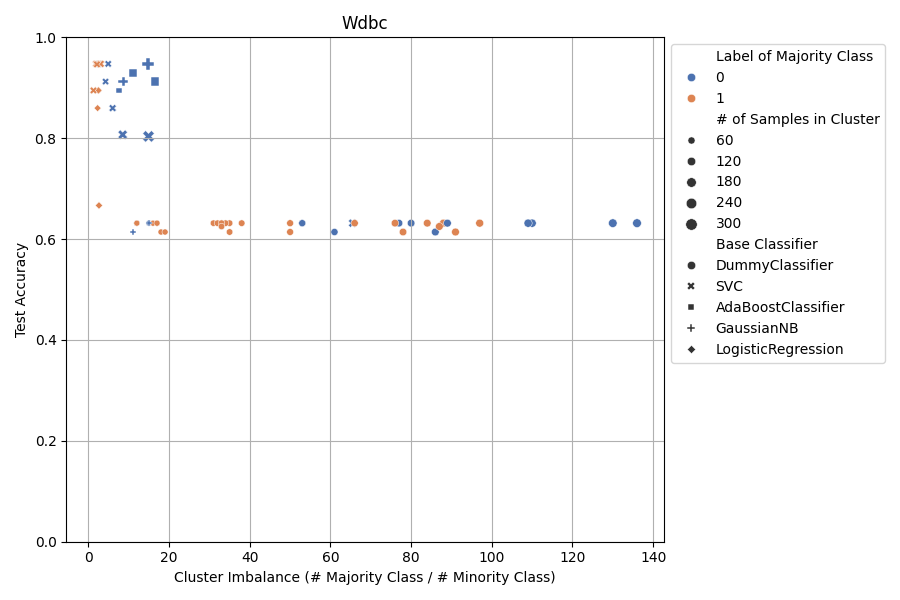 Wdbc
1.0
0.8
0.6
0.4
0.2
0.0
Test Accuracy
0 20 40 60 80 100 120 140
Cluster Imbalance (# Majority Class / # Minority Class)
Label of Majority Class
0
1
# of Samples in Cluster
60
120
180
240
300
Base Classifier
DummyClassifier
SVC
AdaBoostClassifier
GaussianNB
LogisticRegression